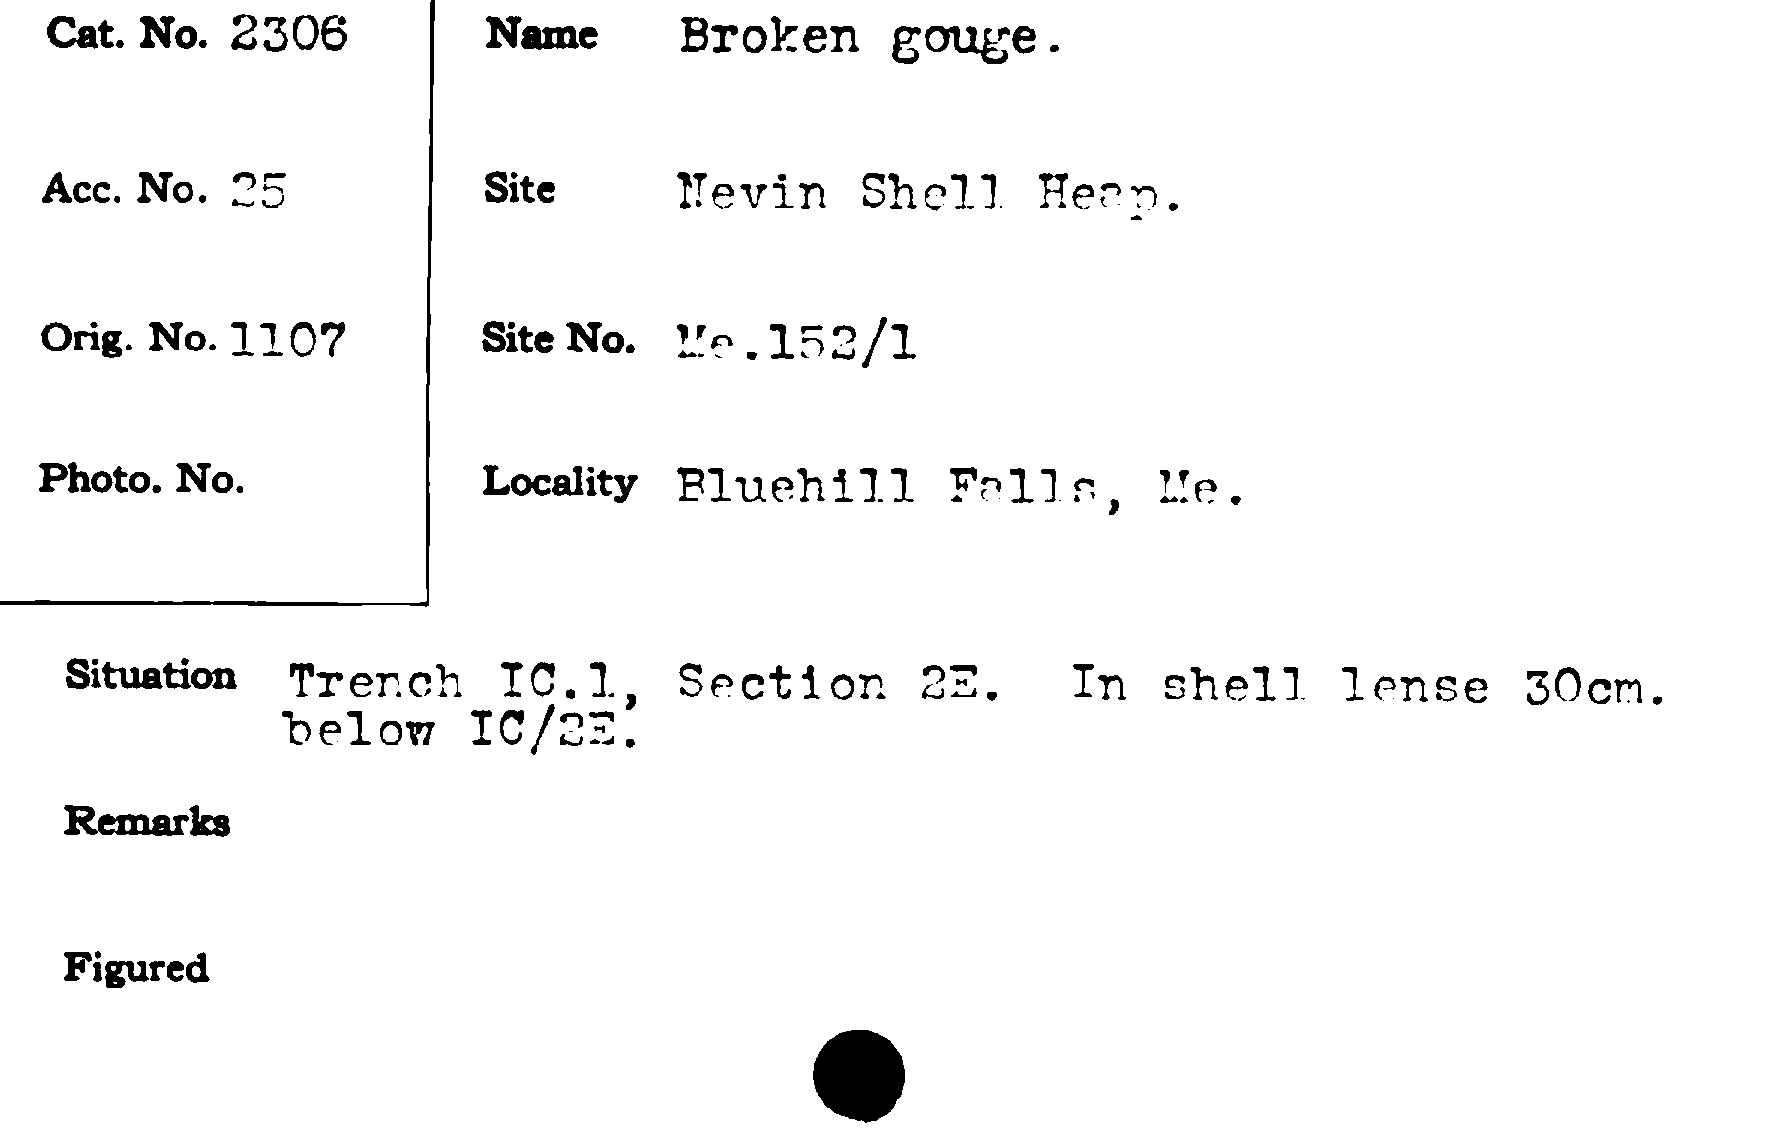 Cat. No. 2306
Name Broken gouge.
Acc. No. 25
Site Nevin Shell Heap.
Orig. No. 1107
Site No. Me.152/1
Photo. No.
Locality Bluehill Falls, Me.
Situation Trench IC.1, Section 2E. In shell lense 30cm.
below IC/2E.
Remarks
Figured